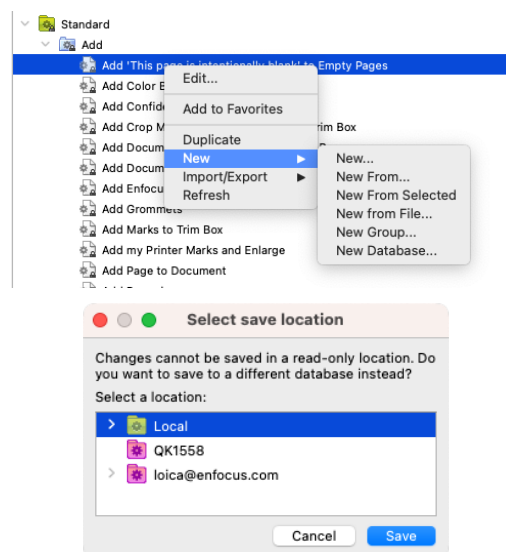 Standard
Add
Add 'This page is intentionally blank' to Empty Pages
Add Color
Edit...
Add Confid
Add to Favorites
Add Crop M rim Box
Add Docum
Duplicate
Add Docum
New
New...
Add Enfocu
Import/Export
New From...
Add Grommets
Refresh
New From Selected
Add Marks to Trim Box
New from File...
Add my Printer Marks and Enlarge
New Group...
Add Page to Document
New Database...
Select save location
Changes cannot be saved in a read-only location. Do
you want to save to a different database instead?
Select a location:
Local
QK1558
loica@enfocus.com
Cancel Save